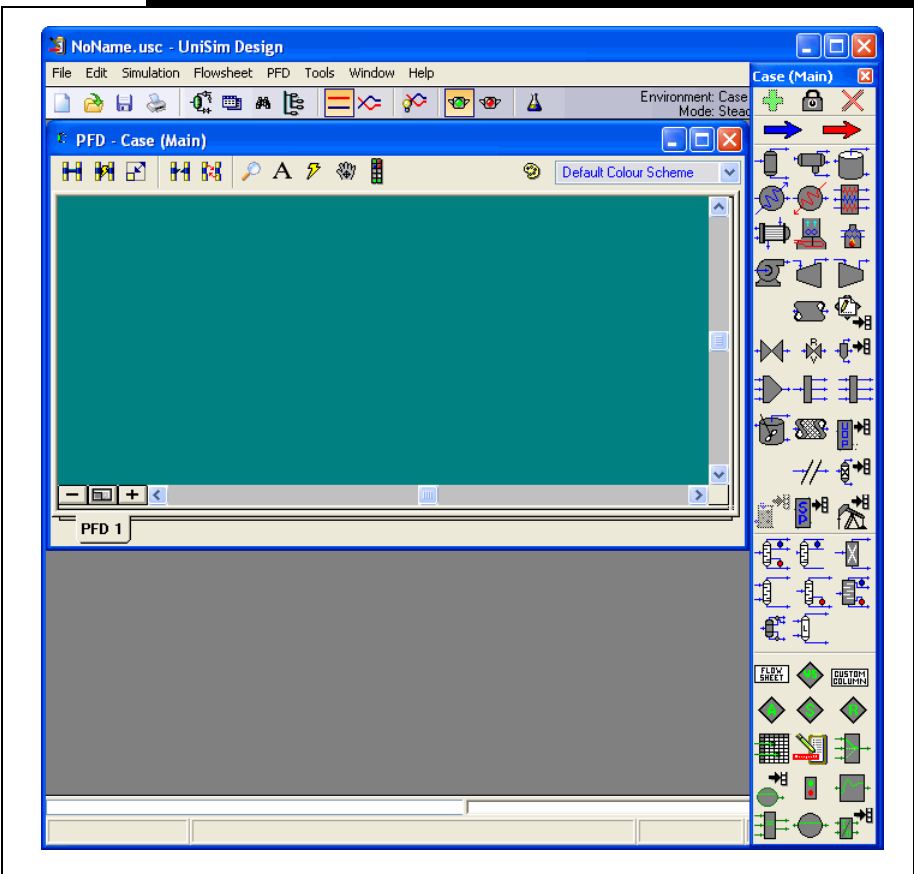 NoName.usc - UniSim Design
File Edit Simulation Flowsheet PFD Tools Window Help
Case (Main)
Environment: Case
Mode: Stead
PFD - Case (Main)
A
Default Colour Scheme
PFD 1
FLOW
SHEET
CUSTOM
COLUMN
A S